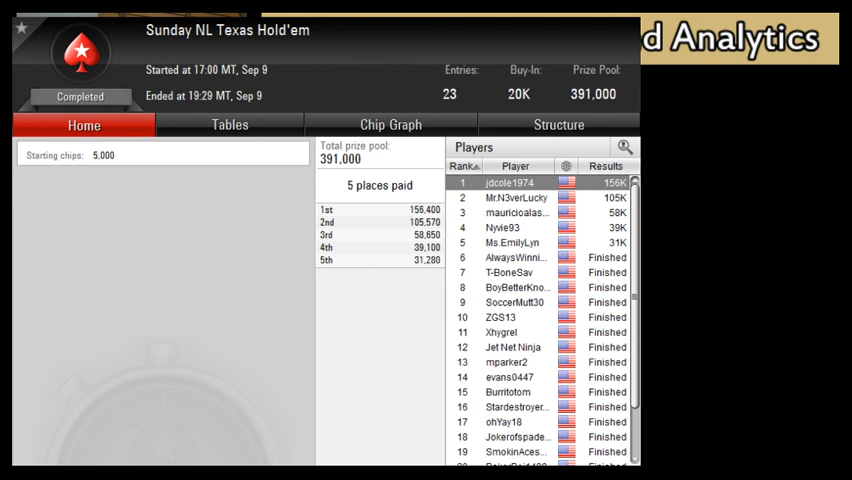 Sunday NL Texas Hold'em
d Analytics
Started at 17:00 MT, Sep 9
Ended at 19:29 MT, Sep 9
Entries: Buy-In: Prize Pool:
23 20K 391,000
Completed
Home Tables Chip Graph Structure
Starting chips: 5,000
Total prize pool:
391,000
5 places paid
1st 156,400
2nd 105,570
3rd 58,650
4th 39,100
5th 31,280
Players
Rank Player Results
1 jdcole1974 156K
2 Mr.N3verLucky 105K
3 mauricioalas... 58K
4 Nyvie93 39K
5 Ms.EmilyLyn 31K
6 AlwaysWinni... Finished
7 T-BoneSav Finished
8 BoyBetterKno... Finished
9 SoccerMutt30 Finished
10 ZGS13 Finished
11 Xhygrel Finished
12 Jet Net Ninja Finished
13 mparker2 Finished
14 evans0447 Finished
15 Burritotom Finished
16 Stardestroyer... Finished
17 ohYay18 Finished
18 Jokerofspade... Finished
19 SmokinAces... Finished